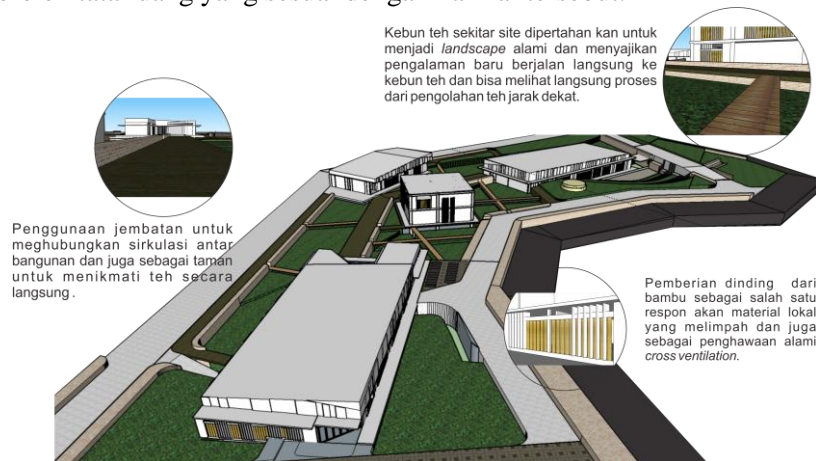 Kebun teh sekitar site dipertahan kan untuk
menjadi landscape alami dan menyajikan
pengalaman baru berjalan langsung ke
kebun teh dan bisa melihat langsung proses
dari pengolahan teh jarak dekat.
Penggunaan jembatan untuk
meghubungkan sirkulasi antar
bangunan dan juga sebagai taman
untuk menikmati teh secara
langsung .
Pemberian dinding dari
bambu sebagai salah satu
respon akan material lokal
yang melimpah dan juga
sebagai penghawaan alami
cross ventilation.